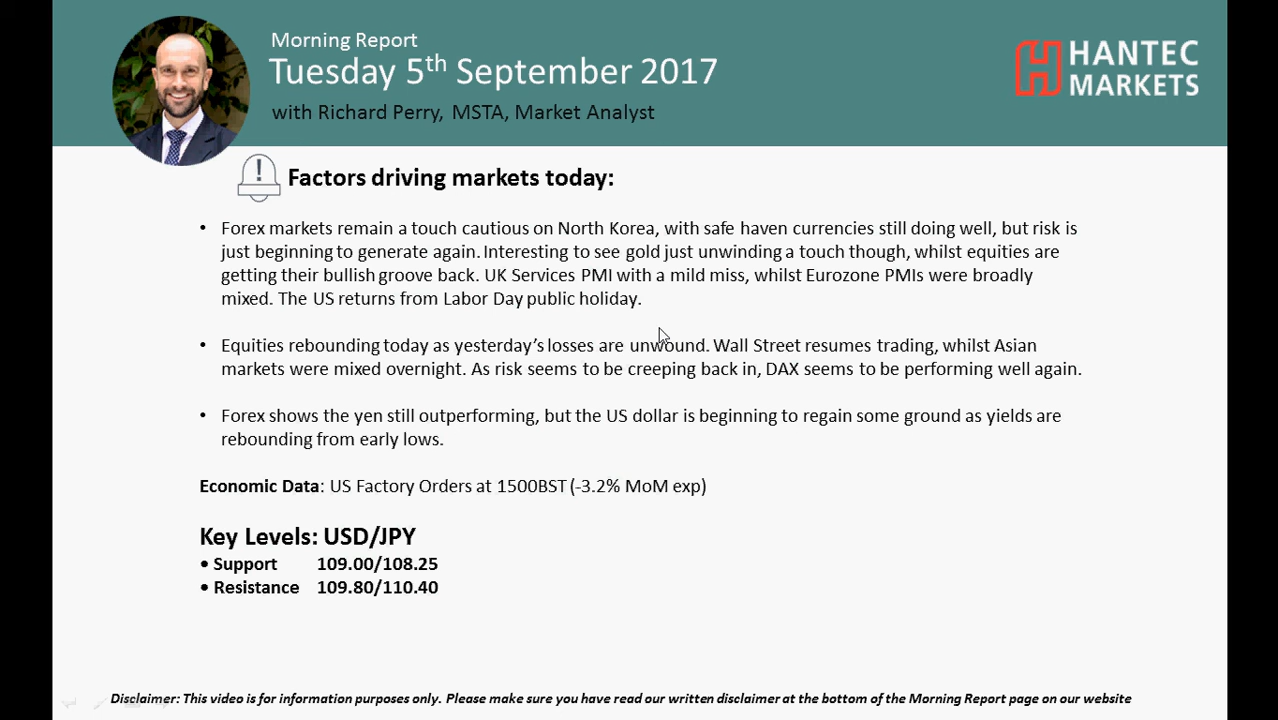 Morning Report
Tuesday 5th September 2017
with Richard Perry, MSTA, Market Analyst
HANTEC
MARKETS
! Factors driving markets today:
• Forex markets remain a touch cautious on North Korea, with safe haven currencies still doing well, but risk is
just beginning to generate again. Interesting to see gold just unwinding a touch though, whilst equities are
getting their bullish groove back. UK Services PMI with a mild miss, whilst Eurozone PMIs were broadly
mixed. The US returns from Labor Day public holiday.
• Equities rebounding today as yesterday’s losses are unwound. Wall Street resumes trading, whilst Asian
markets were mixed overnight. As risk seems to be creeping back in, DAX seems to be performing well again.
• Forex shows the yen still outperforming, but the US dollar is beginning to regain some ground as yields are
rebounding from early lows.
Economic Data: US Factory Orders at 1500BST (-3.2% MoM exp)
Key Levels: USD/JPY
• Support 109.00/108.25
• Resistance 109.80/110.40
Disclaimer: This video is for information purposes only. Please make sure you have read our written disclaimer at the bottom of the Morning Report page on our website